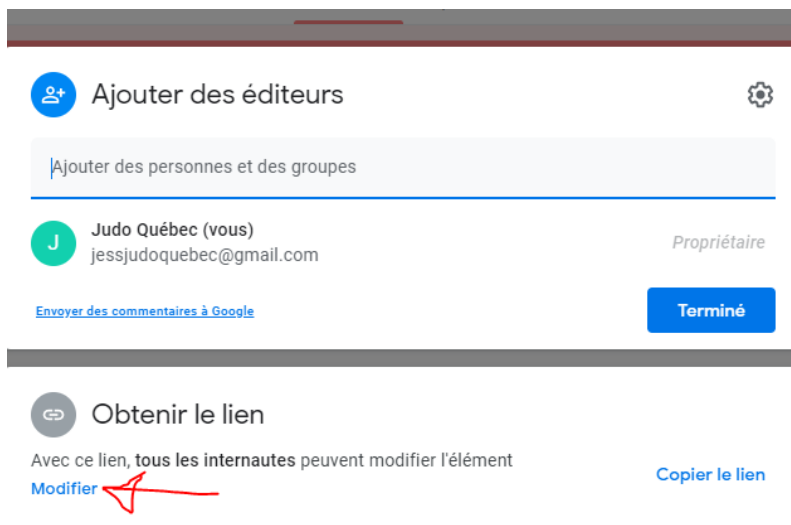 Ajouter des éditeurs
Ajouter des personnes et des groupes
J
Judo Québec (vous)
jessjudoquebec@gmail.com
Propriétaire
Envoyer des commentaires à Google
Terminé
Obtenir le lien
Avec ce lien, tous les internautes peuvent modifier l'élément
Modifier
Copier le lien